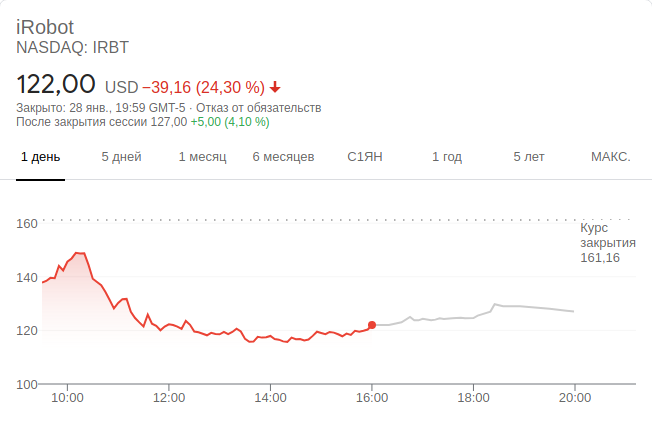 iRobot
NASDAQ: IRBT
122,00 USD −39,16 (24,30 %)
Закрыто: 28 янв., 19:59 GMT-5 · Отказ от обязательств
После закрытия сессии 127,00 +5,00 (4,10 %)
1 день 5 дней 1 месяц 6 месяцев С1ЯН 1 год 5 лет МАКС.
160
Курс
закрытия
161,16
140
120
100
10:00 12:00 14:00 16:00 18:00 20:00